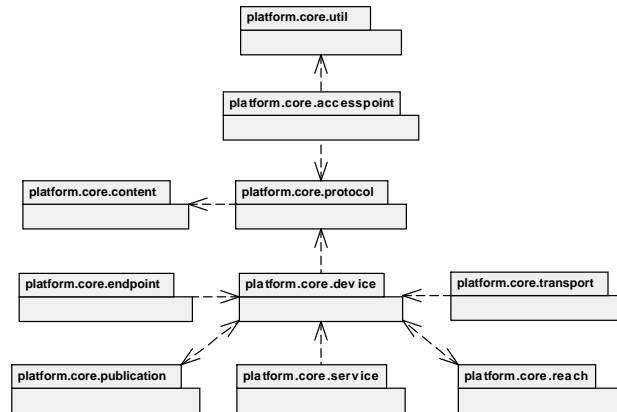 platform.core.util
platform.core.accesspoint
platform.core.content
platform.core.protocol
platform.core.endpoint
platform.core.device
platform.core.transport
platform.core.publication
platform.core.service
platform.core.reach